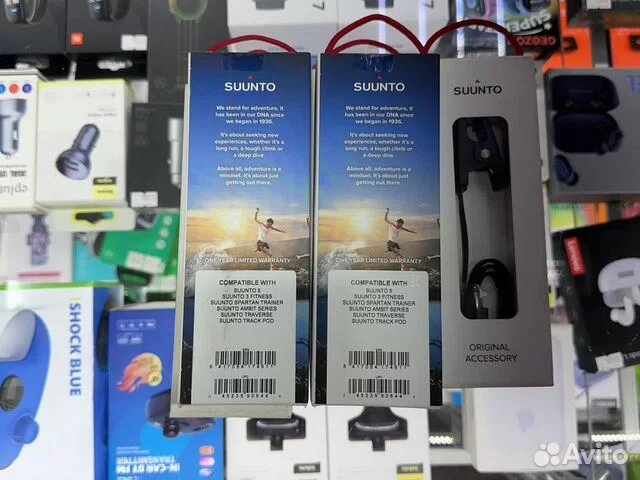 SUUNTO
We stand for adventure, it
has been in our DNA since
we began in 1936.
It's about seeking new
experiences, whether it's a
long run, a tough climb or
a deep dive.
Above all, adventure is a
mindset. It's about just
getting out there.
ONE YEAR LIMITED WARRANTY
COMPATIBLE WITH
SUUNTO 5
SUUNTO 3 FITNESS
SUUNTO SPARTAN TRAINER
SUUNTO AMBIT SERIES
SUUNTO TRAVERSE
SUUNTO TRACK POD
SUUNTO
We stand for adventure, it
has been in our DNA since
we began in 1936.
It's about seeking new
experiences, whether it's a
long run, a tough climb or
a deep dive.
Above all, adventure is a
mindset. It's about just
getting out there.
ONE YEAR LIMITED WARRANTY
COMPATIBLE WITH
SUUNTO 5
SUUNTO 3 FITNESS
SUUNTO SPARTAN TRAINER
SUUNTO AMBIT SERIES
SUUNTO TRAVERSE
SUUNTO TRACK POD
SUUNTO
ORIGINAL
ACCESSORY
SHOCK BLUE
IN-CAR BT FM
TRANSMITTER
Lenovo
JBL
Avito